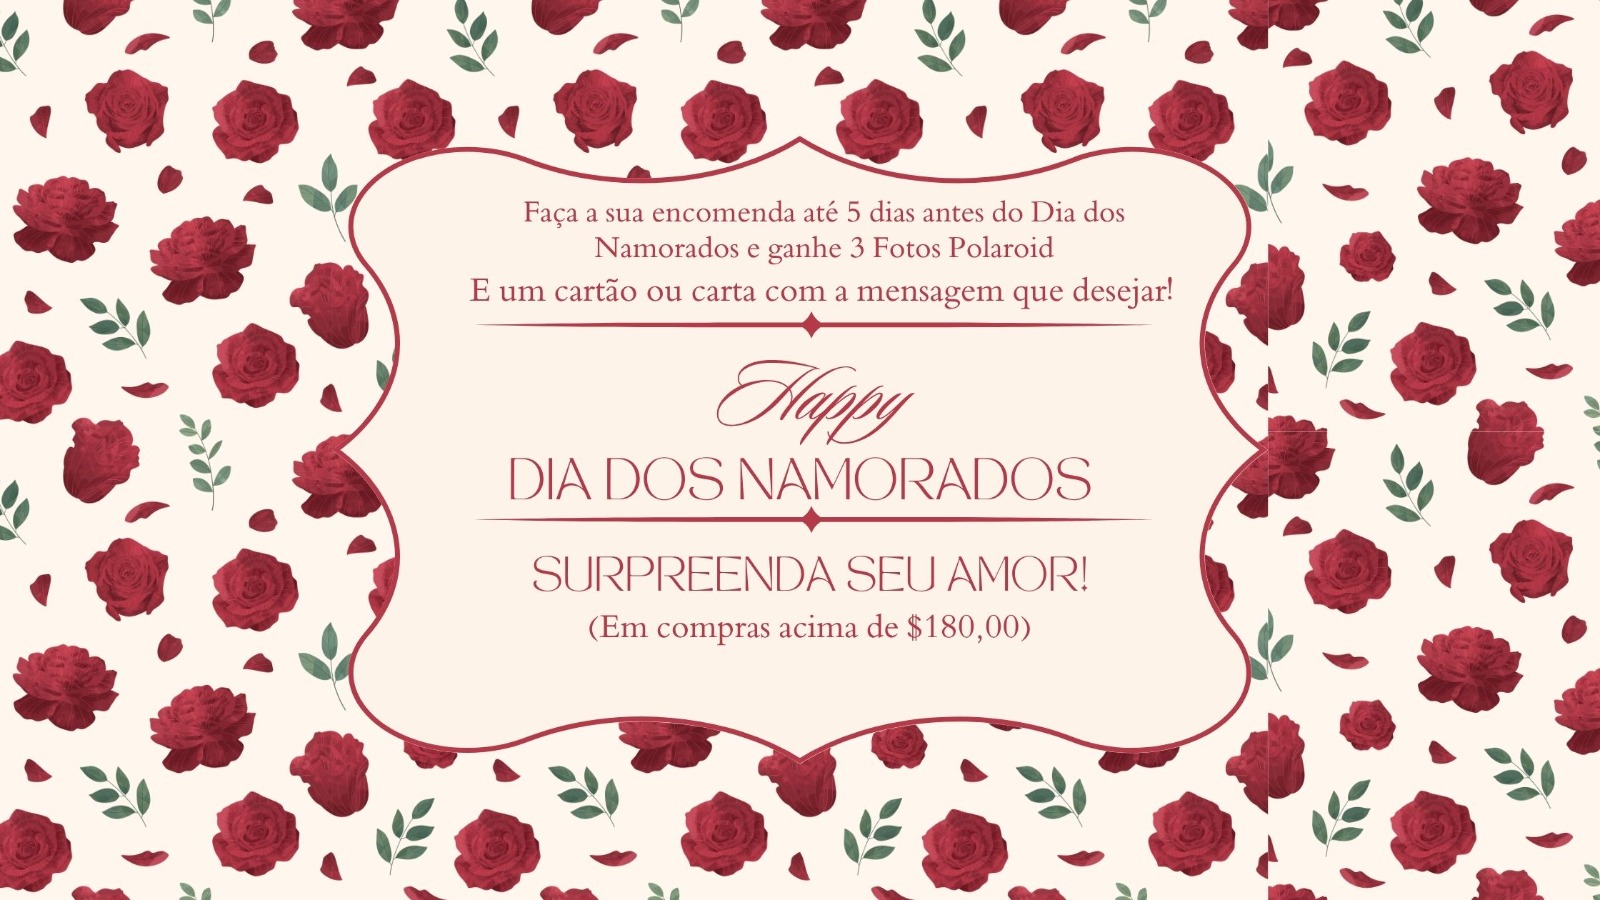 Faça a sua encomenda até 5 dias antes do Dia dos
Namorados e ganhe 3 Fotos Polaroid
E um cartão ou carta com a mensagem que desejar!
Happy
DIA DOS NAMORADOS
SURPREENDA SEU AMOR!
(Em compras acima de $180,00)